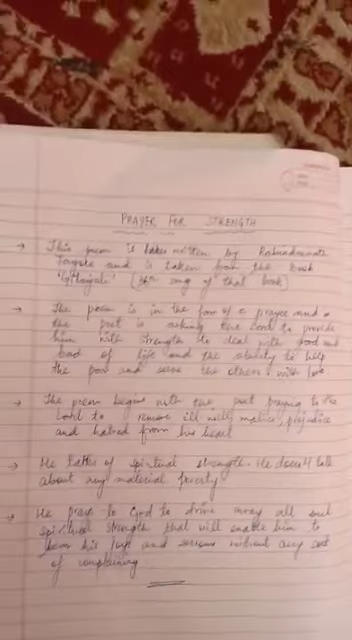 PRAYER FOR STRENGTH
→ This poem is taken written by Rabindranath
Tagore and is taken from the book
'Gitanjali' [36th song of that book]
→ The poem is in the form of a prayer and
the poet is asking the Lord to provide
him with strength to deal with good and
bad of life and the ability to help
the poor and serve the others with love
→ The poem begins with the poet praying to the
Lord to remove ill will, malice, prejudice
and hatred from his heart
→ He talks of spiritual strength. He doesn't talk
about any material poverty
→ He prays to God to drive away all
spiritual strength that will enable him to
bear his joys and sorrows without any sort
of complaining